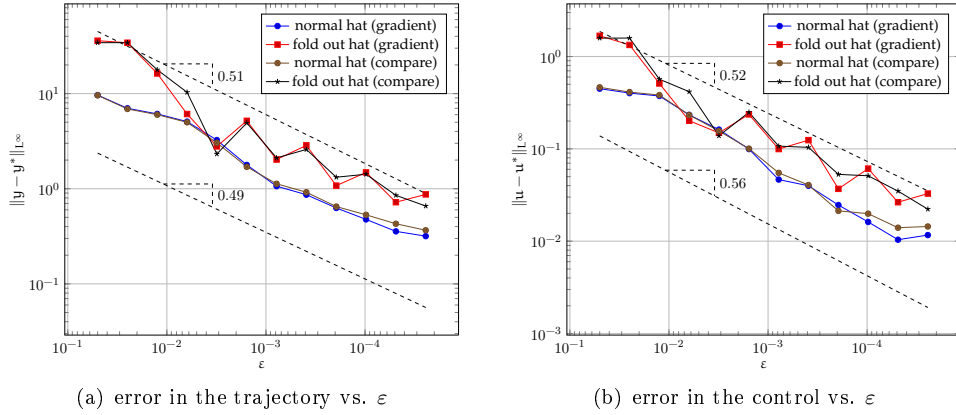 normal hat (gradient)
fold out hat (gradient)
normal hat (compare)
fold out hat (compare)
10¹
10⁰
10⁻¹
‖y − y*‖L∞
0.51
0.49
10⁻¹ 10⁻² 10⁻³ 10⁻⁴
ε
(a) error in the trajectory vs. ε
normal hat (gradient)
fold out hat (gradient)
normal hat (compare)
fold out hat (compare)
10⁰
10⁻¹
10⁻²
10⁻³
‖u − u*‖L∞
0.52
0.56
10⁻¹ 10⁻² 10⁻³ 10⁻⁴
ε
(b) error in the control vs. ε